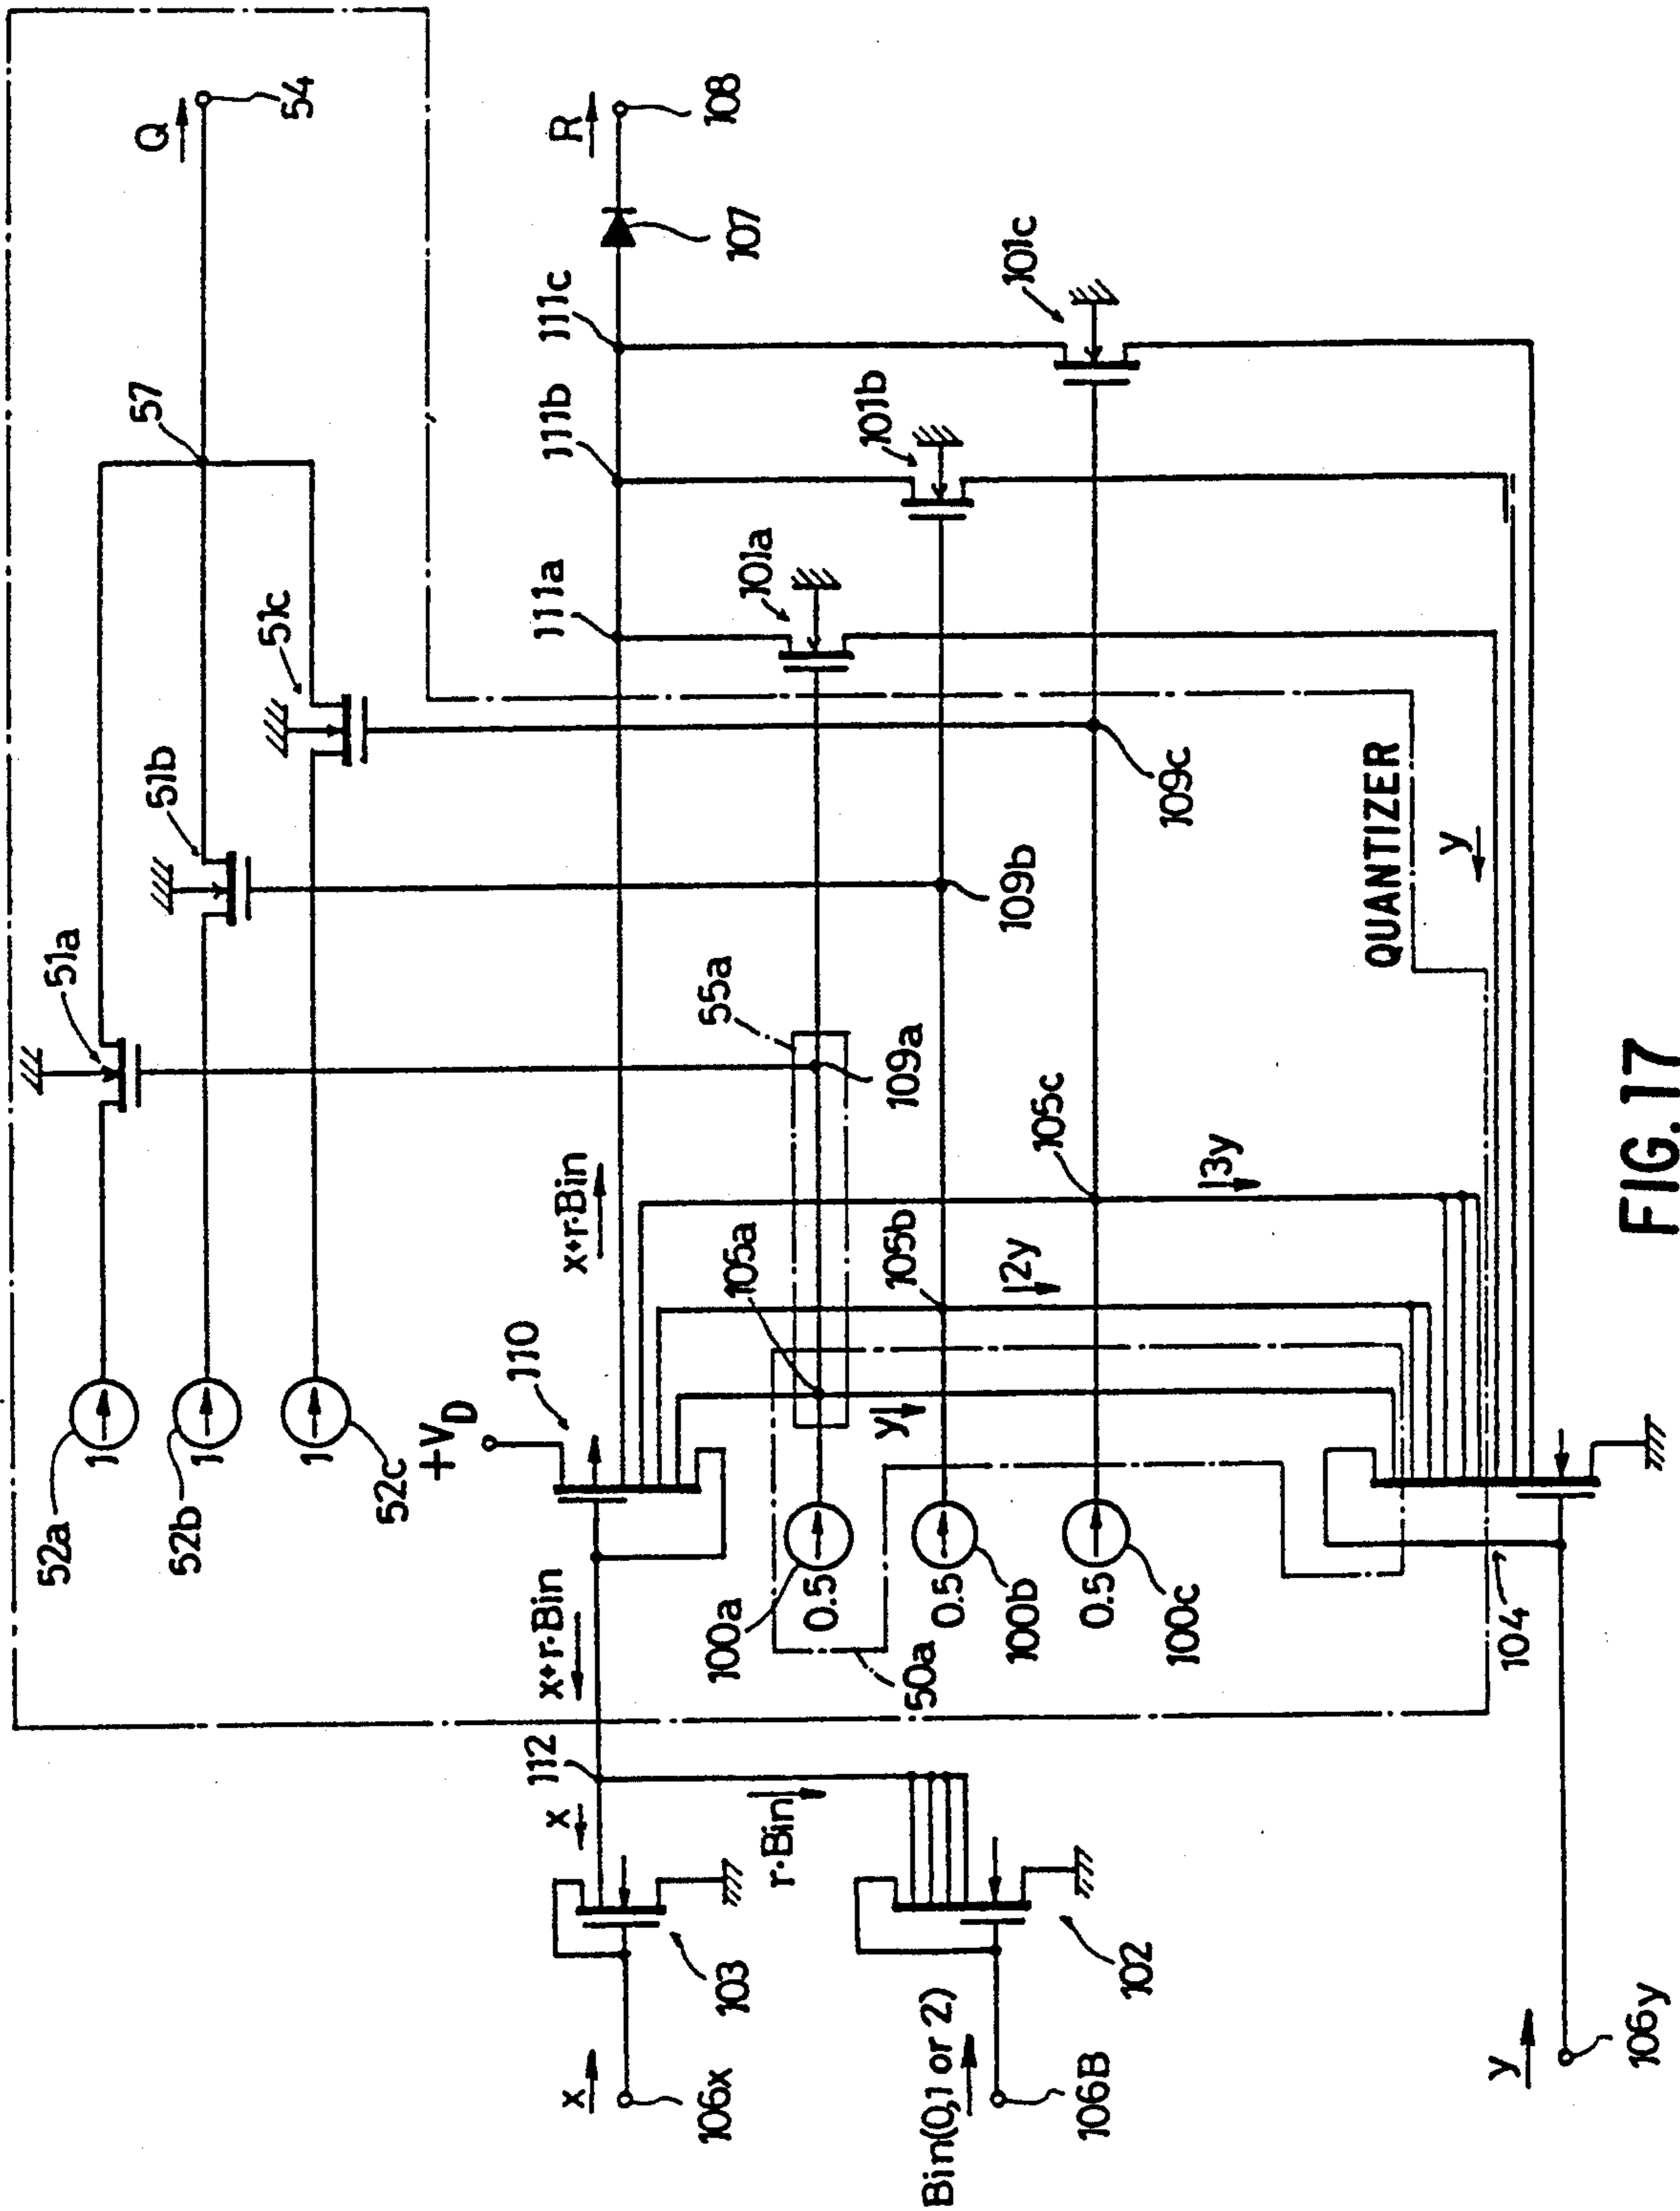 Q
54
57
51a
51b
51c
52a
52b
52c
1
1
1
+VD
110
x+r·Bin
x+r·Bin
R
108
107
111a
111b
111c
101a
101b
101c
112
x
r·Bin
x
106x
103
Bin(0,1 or 2)
106B
102
55a
105a
109a
105b
109b
105c
109c
100a
0.5
100b
0.5
100c
0.5
50a
y
2y
3y
QUANTIZER
y
104
y
106y
FIG.17